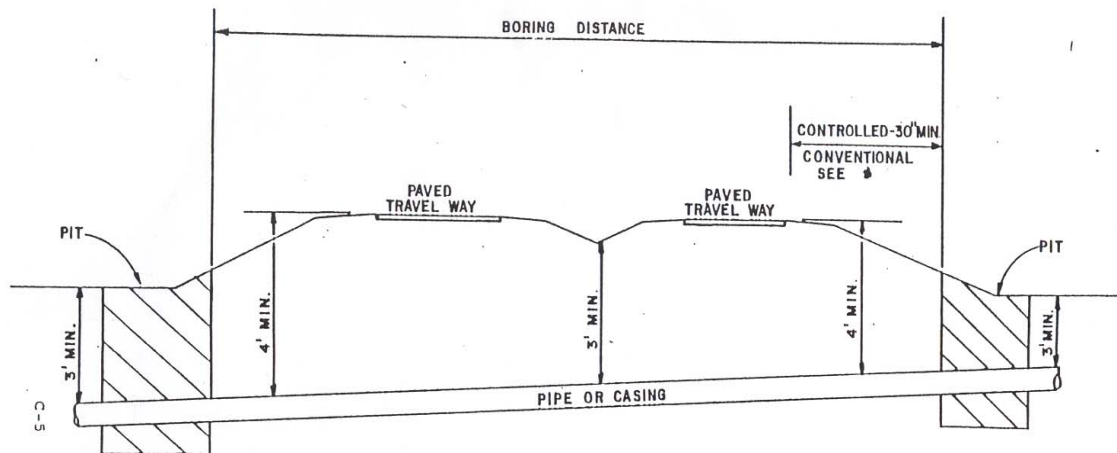 BORING DISTANCE
CONTROLLED-30"MIN.
CONVENTIONAL
SEE
PAVED
TRAVEL WAY
PAVED
TRAVEL WAY
PIT
PIT
3' MIN.
4' MIN.
3' MIN.
4' MIN.
3' MIN.
PIPE OR CASING
C-5